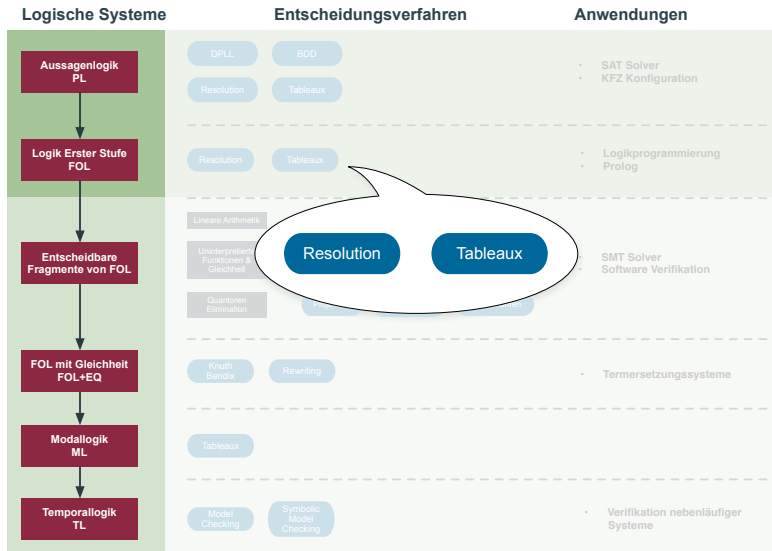 Logische Systeme
Entscheidungsverfahren
Anwendungen
Aussagenlogik
PL
DPLL
BDD
Resolution
Tableaux
• SAT Solver
• KFZ Konfiguration
Logik Erster Stufe
FOL
Resolution
Tableaux
• Logikprogrammierung
• Prolog
Resolution
Tableaux
Entscheidbare
Fragmente von FOL
Lineare Arithmetik
Uninterpretierte
Funktionen &
Gleichheit
Quantoren
Elimination
• SMT Solver
• Software Verifikation
FOL mit Gleichheit
FOL+EQ
Knuth
Bendix
Rewriting
• Termersetzungssysteme
Modallogik
ML
Tableaux
Temporallogik
TL
Model
Checking
Symbolic
Model
Checking
• Verifikation nebenläufiger
Systeme